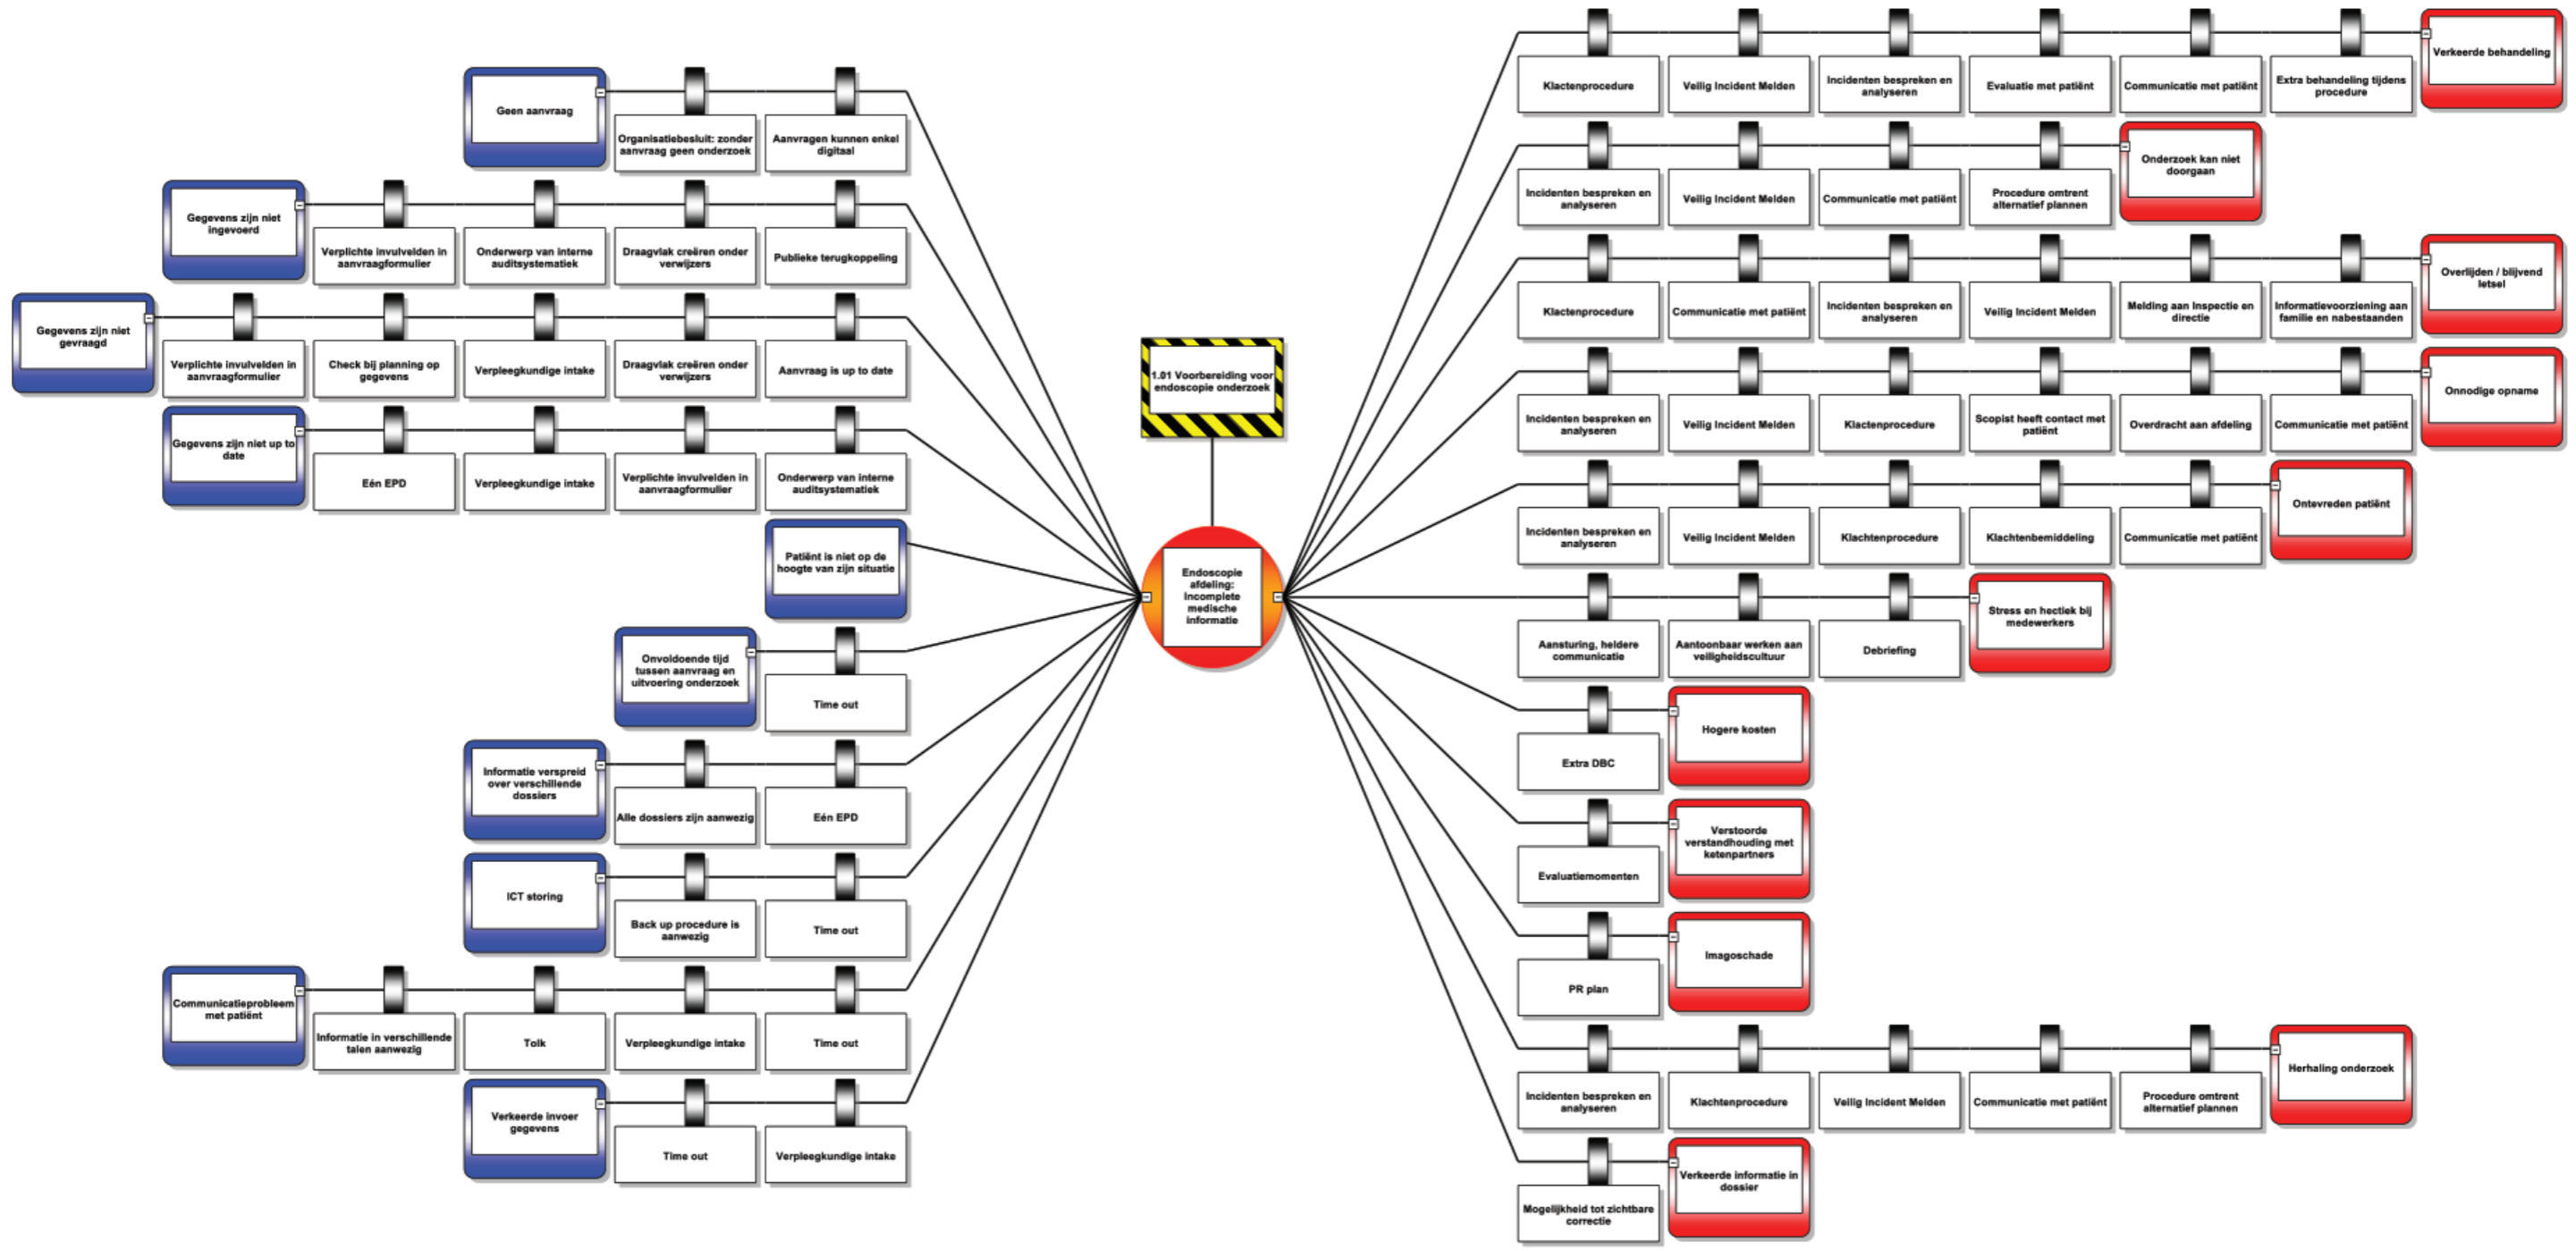 Geen aanvraag
Organisatiebesluit: zonder
aanvraag geen onderzoek
Aanvragen kunnen enkel
digitaal
Gegevens zijn niet
ingevoerd
Verplichte invulvelden in
aanvraagformulier
Onderwerp van interne
auditsystematiek
Draagvlak creëren onder
verwijzers
Publieke terugkoppeling
Gegevens zijn niet
gevraagd
Verplichte invulvelden in
aanvraagformulier
Check bij planning op
gegevens
Verpleegkundige intake
Draagvlak creëren onder
verwijzers
Aanvraag is up to date
Gegevens zijn niet up to
date
Eén EPD
Verpleegkundige intake
Verplichte invulvelden in
aanvraagformulier
Onderwerp van interne
auditsystematiek
Patiënt is niet op de
hoogte van zijn situatie
Onvoldoende tijd
tussen aanvraag en
uitvoering onderzoek
Time out
Informatie verspreid
over verschillende
dossiers
Alle dossiers zijn aanwezig
Eén EPD
ICT storing
Back up procedure is
aanwezig
Time out
Communicatieprobleem
met patiënt
Informatie in verschillende
talen aanwezig
Tolk
Verpleegkundige intake
Time out
Verkeerde invoer
gegevens
Time out
Verpleegkundige intake
1.01 Voorbereiding voor
endoscopie onderzoek
Endoscopie
afdeling:
Incomplete
medische
informatie
Klactenprocedure
Veilig Incident Melden
Incidenten bespreken en
analyseren
Evaluatie met patiënt
Communicatie met patiënt
Extra behandeling tijdens
procedure
Verkeerde behandeling
Incidenten bespreken en
analyseren
Veilig Incident Melden
Communicatie met patiënt
Procedure omtrent
alternatief plannen
Onderzoek kan niet
doorgaan
Klactenprocedure
Communicatie met patiënt
Incidenten bespreken en
analyseren
Veilig Incident Melden
Melding aan Inspectie en
directie
Informatievoorziening aan
familie en nabestaanden
Overlijden / blijvend
letsel
Incidenten bespreken en
analyseren
Veilig Incident Melden
Klactenprocedure
Scopist heeft contact met
patiënt
Overdracht aan afdeling
Communicatie met patiënt
Onnodige opname
Incidenten bespreken en
analyseren
Veilig Incident Melden
Klachtenprocedure
Klachtenbemiddeling
Communicatie met patiënt
Ontevreden patiënt
Aansturing, heldere
communicatie
Aantoonbaar werken aan
veiligheidscultuur
Debriefing
Stress en hectiek bij
medewerkers
Extra DBC
Hogere kosten
Evaluatiemomenten
Verstoorde
verstandhouding met
ketenpartners
PR plan
Imagoschade
Incidenten bespreken en
analyseren
Klachtenprocedure
Veilig Incident Melden
Communicatie met patiënt
Procedure omtrent
alternatief plannen
Herhaling onderzoek
Mogelijkheid tot zichtbare
correctie
Verkeerde informatie in
dossier